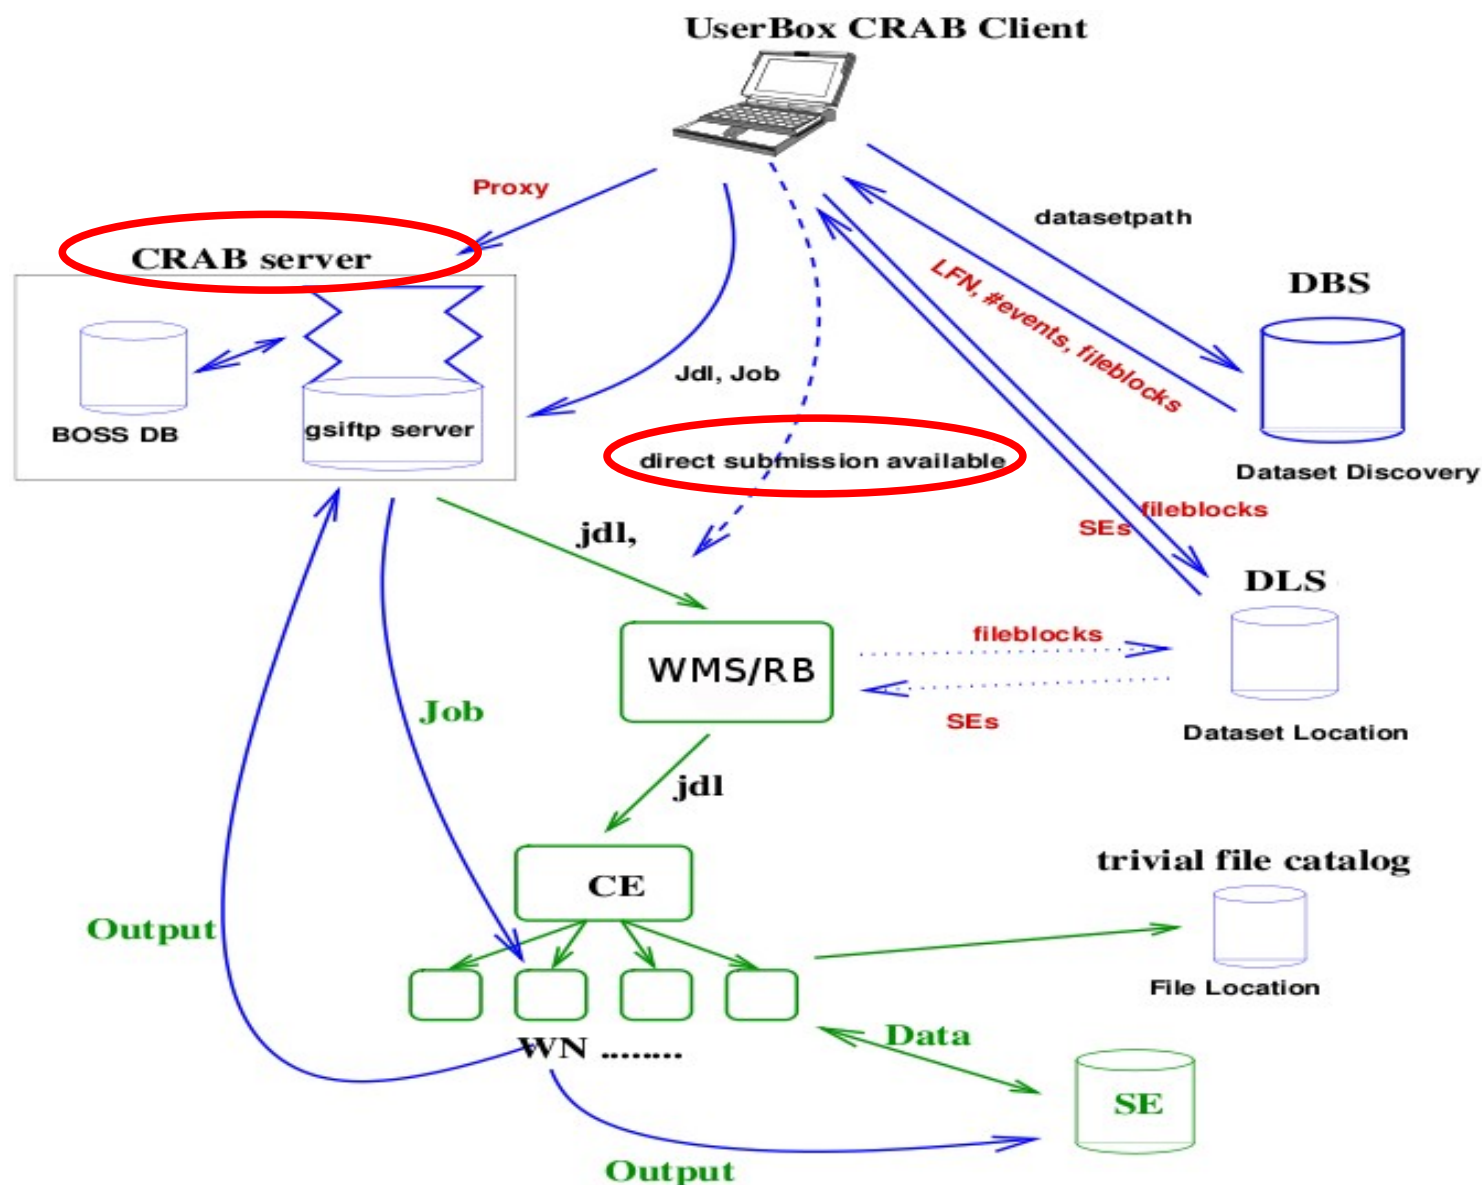 UserBox CRAB Client
Proxy
datasetpath
CRAB server
LFN, #events, fileblocks
DBS
Jdl, Job
BOSS DB
gsiftp server
direct submission available
Dataset Discovery
fileblocks
SEs
jdl,
DLS
fileblocks
WMS/RB
SEs
Job
Dataset Location
jdl
trivial file catalog
CE
Output
File Location
Data
WN ........
SE
Output